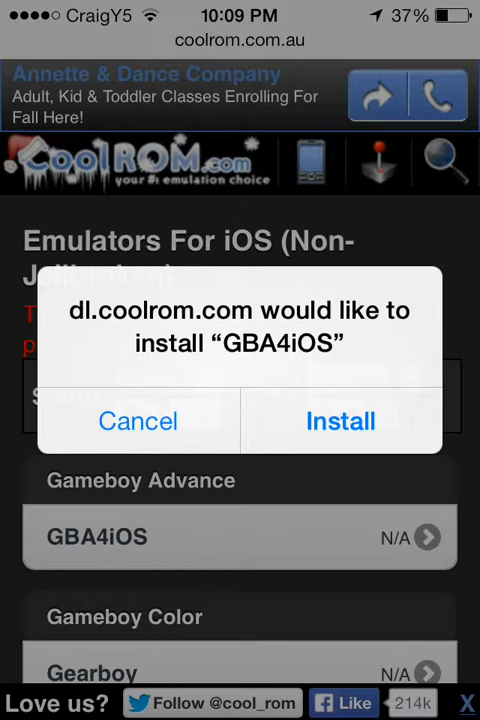 CraigY5 10:09 PM 37%
coolrom.com.au
Annette & Dance Company
Adult, Kid & Toddler Classes Enrolling For
Fall Here!
CoolROM.com
your #1 emulation choice
Emulators For iOS (Non-
Jailbroken)
dl.coolrom.com would like to
install “GBA4iOS”
Cancel Install
Gameboy Advance
GBA4iOS N/A
Gameboy Color
Gearboy N/A
Love us? Follow @cool_rom Like 214k X